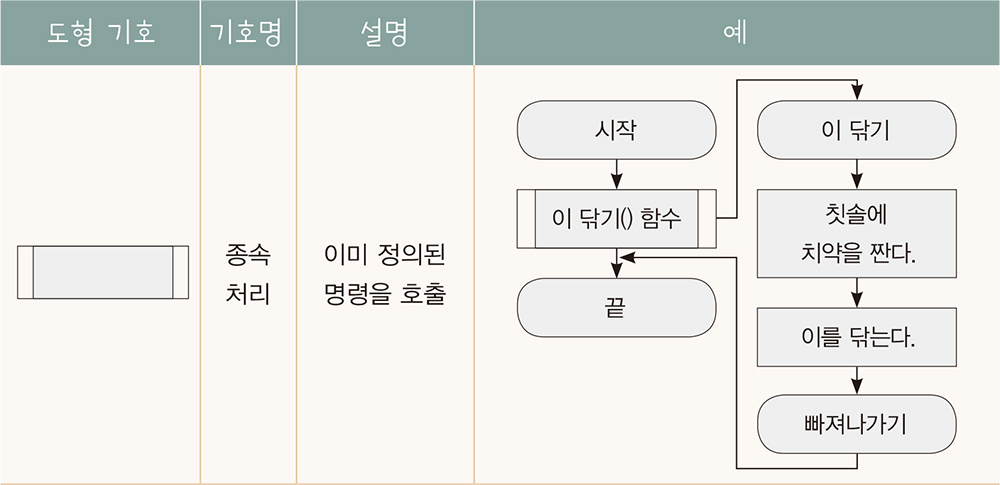 도형 기호
기호명
설명
예
종속
처리
이미 정의된
명령을 호출
시작
이 닦기() 함수
끝
이 닦기
칫솔에
치약을 짠다.
이를 닦는다.
빠져나가기